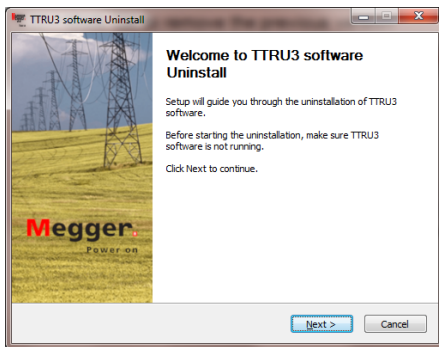 TTRU3 software Uninstall
Welcome to TTRU3 software
Uninstall
Setup will guide you through the uninstallation of TTRU3
software.
Before starting the uninstallation, make sure TTRU3
software is not running.
Click Next to continue.
Megger.
Power on
Next >
Cancel